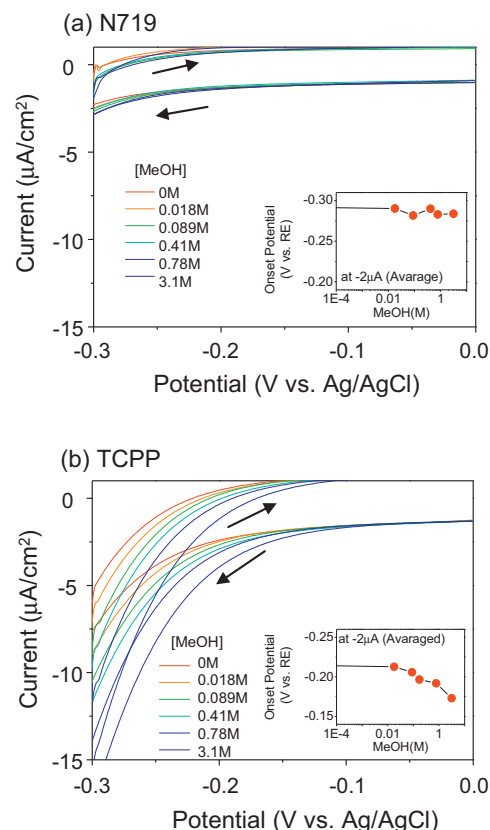 (a) N719
0
-5
-10
-15
Current (μA/cm²)
[MeOH]
0M
0.018M
0.089M
0.41M
0.78M
3.1M
-0.30
-0.25
-0.20
Onset Potential
(V vs. RE)
at -2μA (Avarage)
1E-4 0.01 1
MeOH(M)
-0.3 -0.2 -0.1 0.0
Potential (V vs. Ag/AgCl)
(b) TCPP
0
-5
-10
-15
Current (μA/cm²)
[MeOH]
0M
0.018M
0.089M
0.41M
0.78M
3.1M
-0.25
-0.20
-0.15
Onset Potential
(V vs. RE)
at -2μA (Avaraged)
1E-4 0.01 1
MeOH(M)
-0.3 -0.2 -0.1 0.0
Potential (V vs. Ag/AgCl)